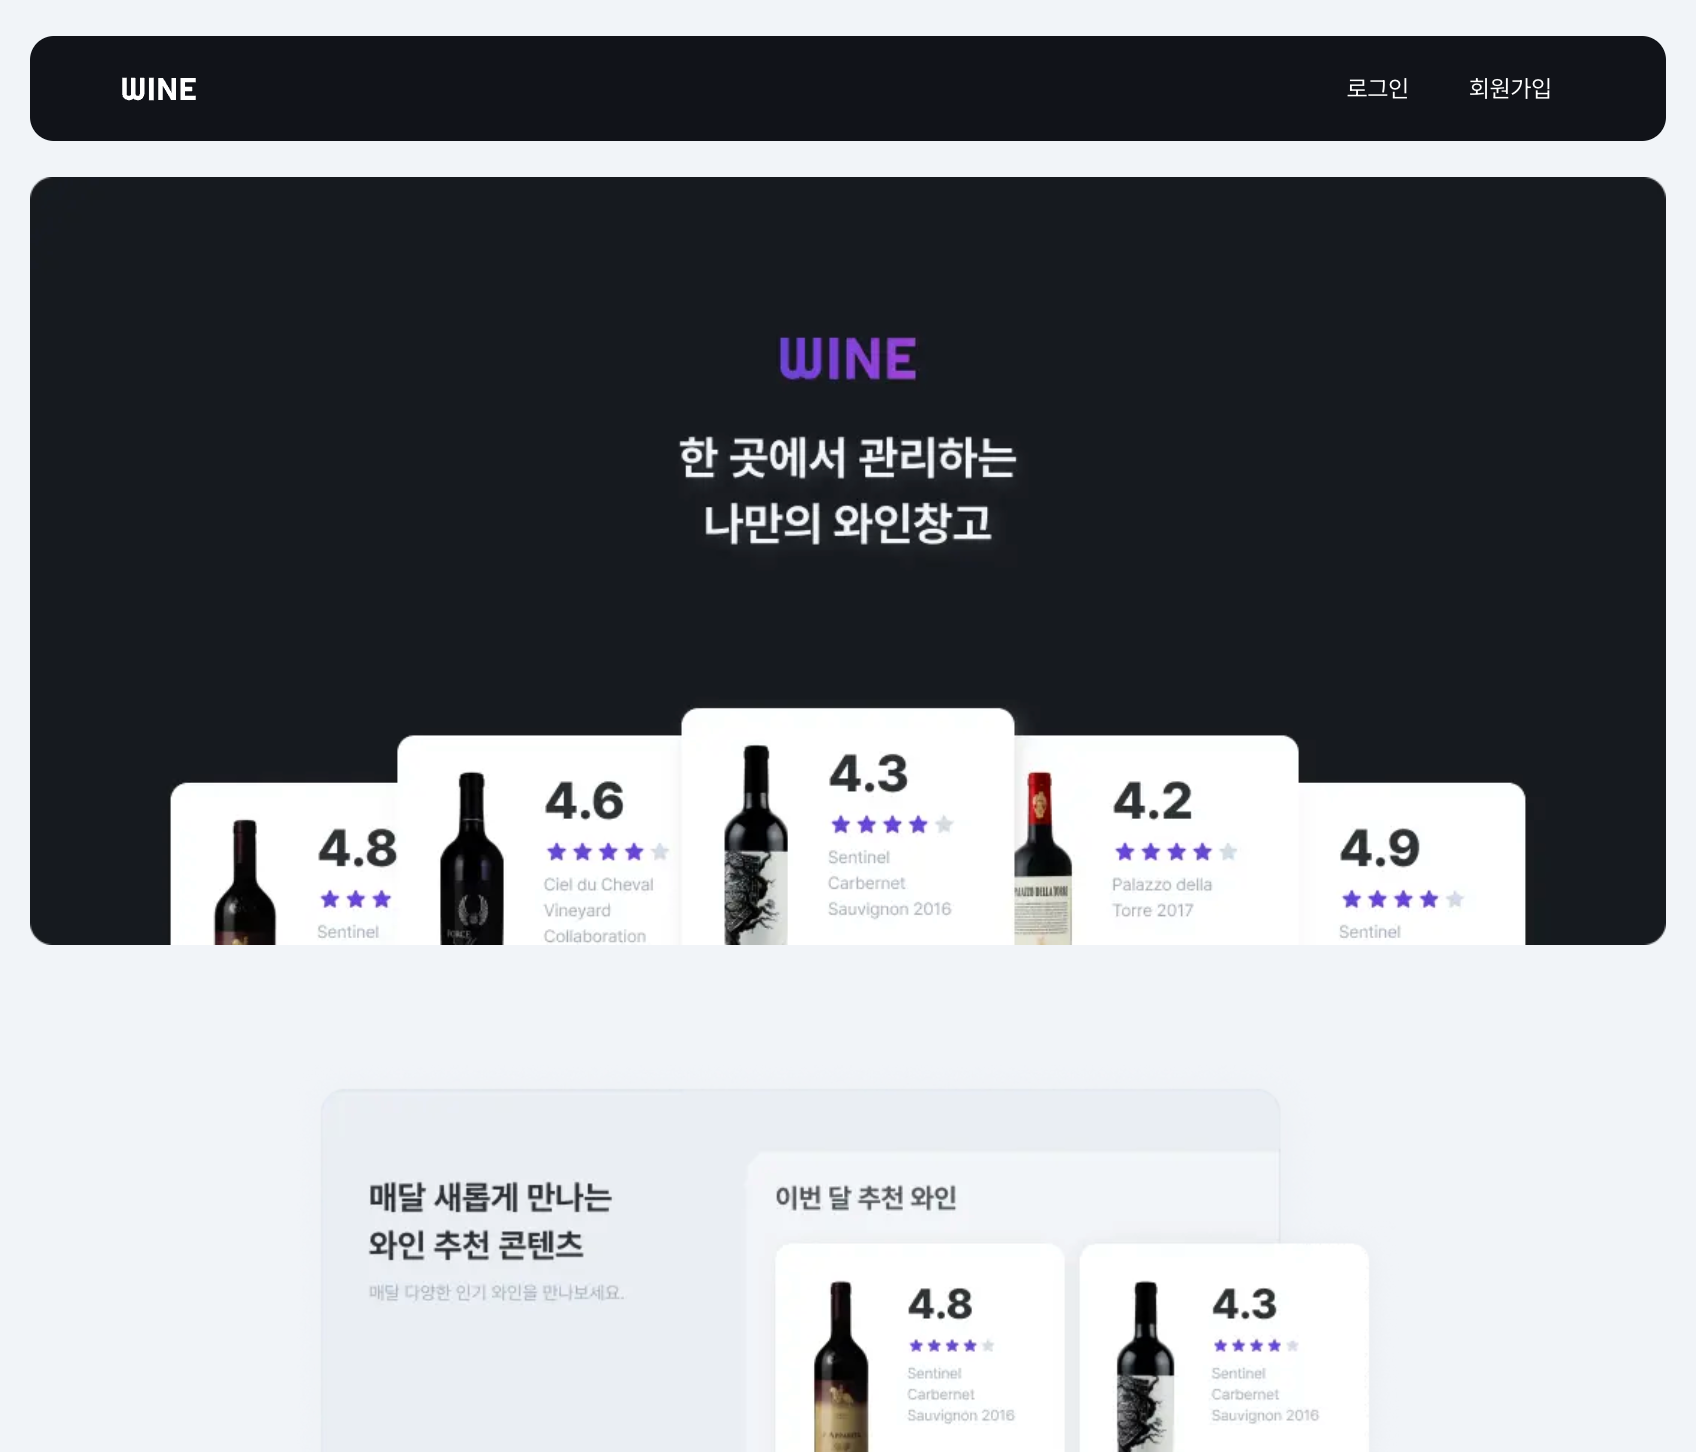 WINE
로그인
회원가입
WINE
한 곳에서 관리하는
나만의 와인창고
4.8
Sentinel
4.6
Ciel du Cheval
Vineyard
Collaboration
4.3
Sentinel
Carbernet
Sauvignon 2016
4.2
Palazzo della
Torre 2017
4.9
Sentinel
매달 새롭게 만나는
와인 추천 콘텐츠
매달 다양한 인기 와인을 만나보세요.
이번 달 추천 와인
4.8
Sentinel
Carbernet
Sauvignon 2016
4.3
Sentinel
Carbernet
Sauvignon 2016